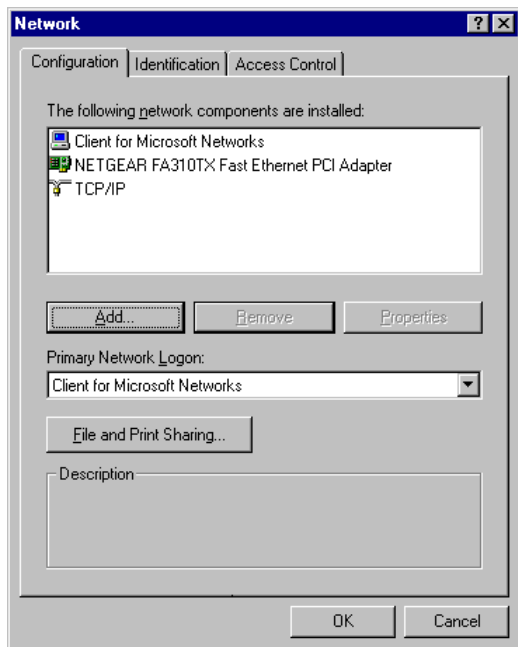 Network
? ×
Configuration Identification Access Control
The following network components are installed:
Client for Microsoft Networks
NETGEAR FA310TX Fast Ethernet PCI Adapter
TCP/IP
Add... Remove Properties
Primary Network Logon:
Client for Microsoft Networks
File and Print Sharing...
Description
OK Cancel